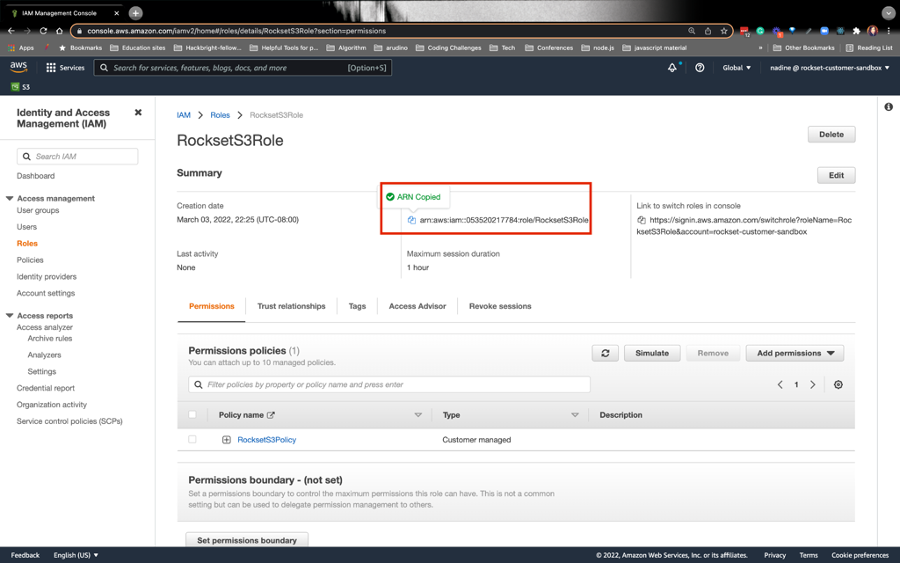 IAM Management Console
console.aws.amazon.com/iamv2/home#/roles/details/RocksetS3Role?section=permissions
Apps
Bookmarks
Education sites
Hackbright-fellow...
Helpful Tools for p...
Algorithm
arudino
Coding Challenges
Tech
Conferences
node.js
javascript material
»
Other Bookmarks
Reading List
aws
Services
Search for services, features, blogs, docs, and more
[Option+S]
Global
nadine @ rockset-customer-sandbox
S3
Identity and Access
Management (IAM)
Search IAM
Dashboard
Access management
User groups
Users
Roles
Policies
Identity providers
Account settings
Access reports
Access analyzer
Archive rules
Analyzers
Settings
Credential report
Organization activity
Service control policies (SCPs)
IAM > Roles > RocksetS3Role
RocksetS3Role
Delete
Summary
Edit
Creation date
March 03, 2022, 22:25 (UTC-08:00)
ARN Copied
arn:aws:iam::053520217784:role/RocksetS3Role
Link to switch roles in console
https://signin.aws.amazon.com/switchrole?roleName=Roc
ksetS3Role&account=rockset-customer-sandbox
Last activity
None
Maximum session duration
1 hour
Permissions
Trust relationships
Tags
Access Advisor
Revoke sessions
Permissions policies (1)
You can attach up to 10 managed policies.
Simulate
Remove
Add permissions
Filter policies by property or policy name and press enter
1
Policy name
Type
Description
RocksetS3Policy
Customer managed
Permissions boundary - (not set)
Set a permissions boundary to control the maximum permissions this role can have. This is not a common
setting but can be used to delegate permission management to others.
Set permissions boundary
Feedback
English (US)
© 2022, Amazon Web Services, Inc. or its affiliates.
Privacy
Terms
Cookie preferences